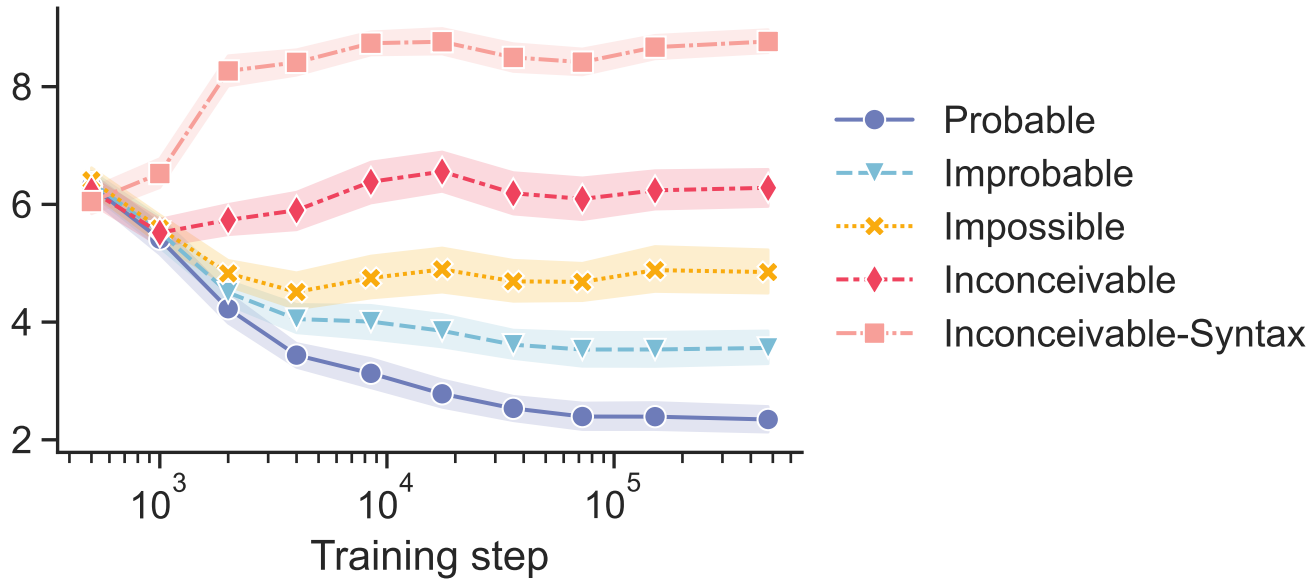 8
6
4
2
10^3
10^4
10^5
Training step
Probable
Improbable
Impossible
Inconceivable
Inconceivable-Syntax